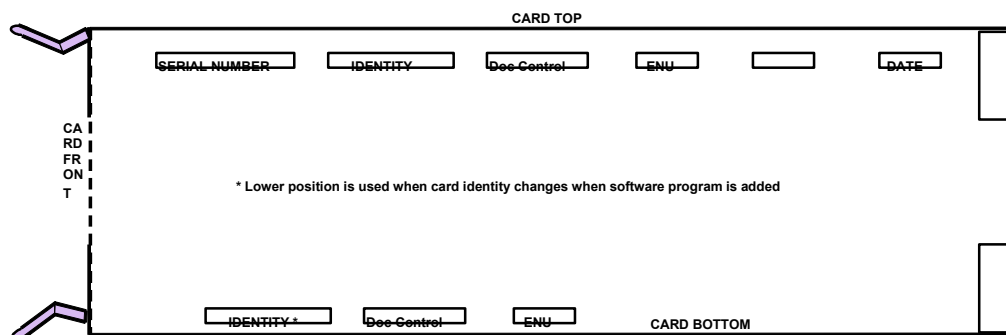 CARD TOP
SERIAL NUMBER IDENTITY Doc Control ENU DATE
CA
RD
FR
ON
T
* Lower position is used when card identity changes when software program is added
IDENTITY * Doc Control ENU
CARD BOTTOM